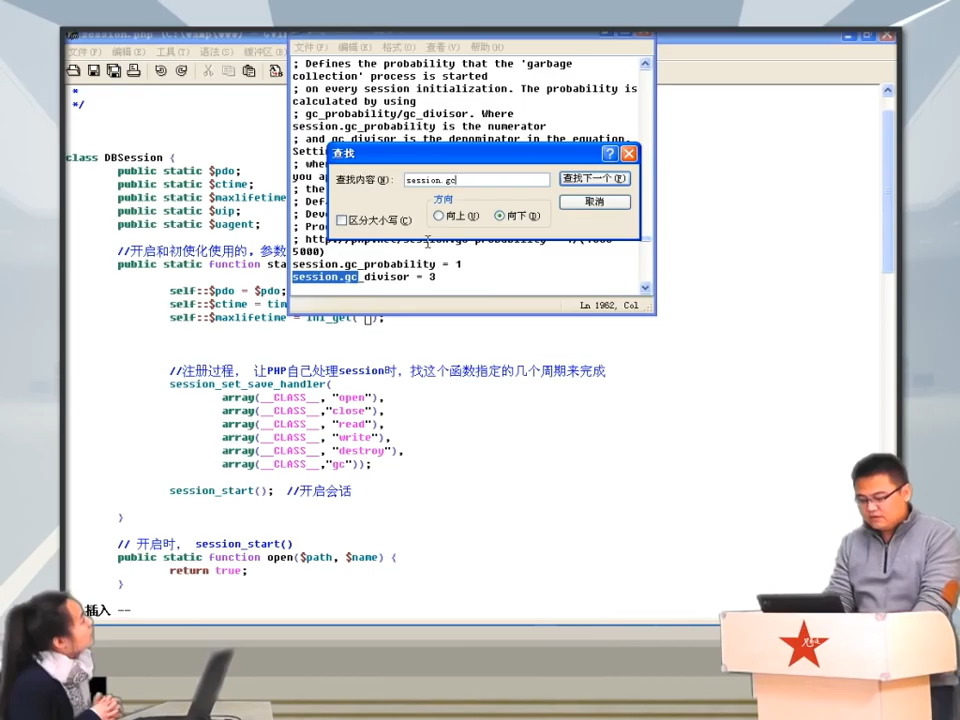 文件(F) 编辑(E) 工具(T) 语法(S) 缓冲区(B)
*
*/
class DBSession {
public static $pdo;
public static $ctime;
public static $maxlifetime
public static $uip;
public static $uagent;
//开启和初使化使用的，参数
public static function sta
self::$pdo = $pdo;
self::$ctime = tim
self::$maxlifetime = ini_get( );
//注册过程， 让PHP自己处理session时，找这个函数指定的几个周期来完成
session_set_save_handler(
array(__CLASS__, "open"),
array(__CLASS__,"close"),
array(__CLASS__, "read"),
array(__CLASS__, "write"),
array(__CLASS__, "destroy"),
array(__CLASS__,"gc"));
session_start(); //开启会话
}
// 开启时， session_start()
public static function open($path, $name) {
return true;
}
插入 --
文件(F) 编辑(E) 格式(O) 查看(V) 帮助(H)
; Defines the probability that the 'garbage
collection' process is started
; on every session initialization. The probability is
calculated by using
; gc_probability/gc_divisor. Where
session.gc_probability is the numerator
; and gc_divisor is the denominator in the equation.
Setti
; whe
you a
; the
; Def
; Dev
; Pro
5000)
session.gc_probability = 1
session.gc_divisor = 3
Ln 1962, Col
查找
查找内容(N): session.gc 查找下一个(F)
方向 取消
区分大小写(C) 向上(U) 向下(D)